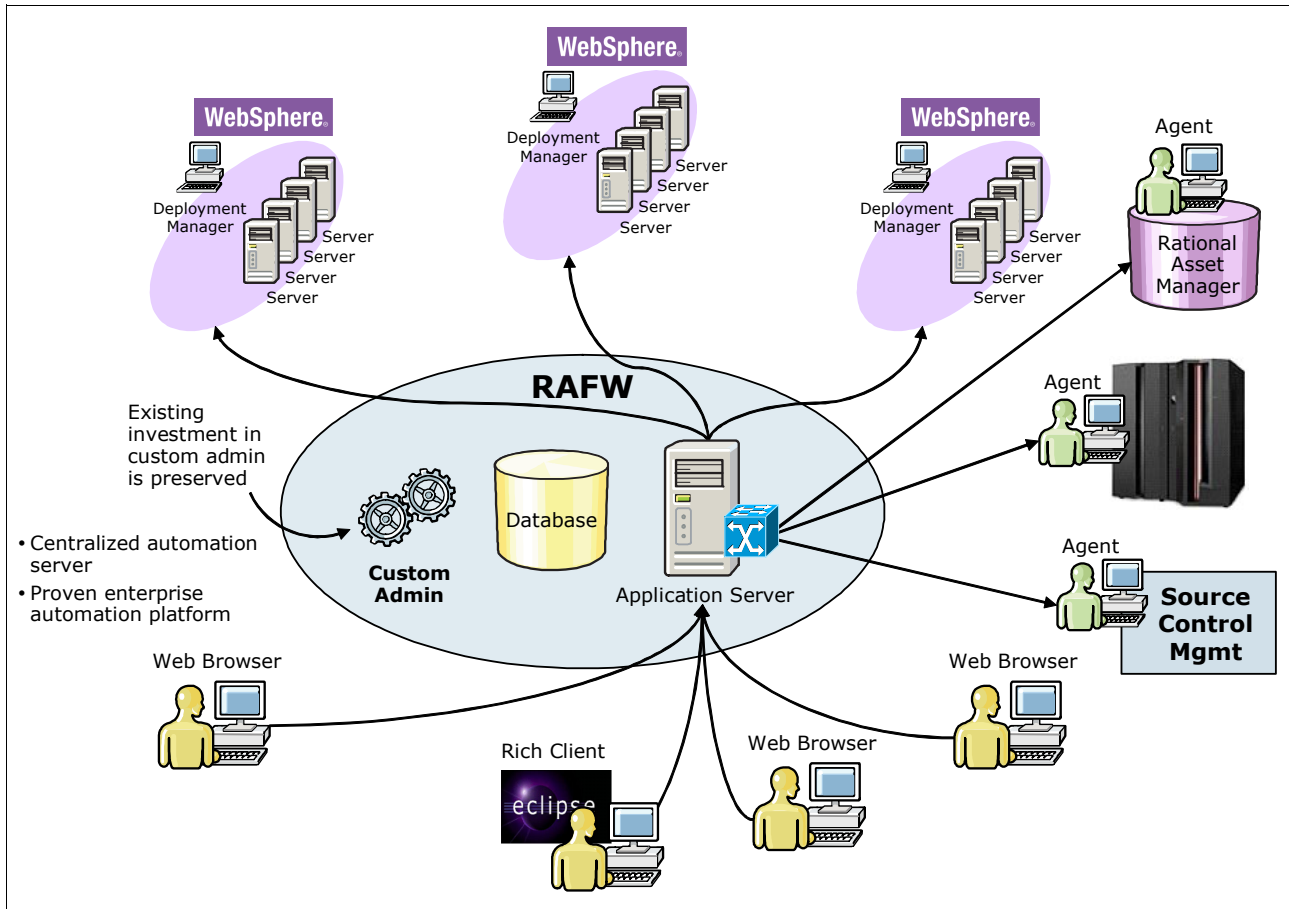 WebSphere®
Deployment
Manager
Server
Server
Server
Server
WebSphere®
Deployment
Manager
Server
Server
Server
Server
WebSphere®
Deployment
Manager
Server
Server
Server
Server
Agent
Rational
Asset
Manager
RAFW
Existing
investment in
custom admin
is preserved
Agent
Database
• Centralized automation
server
• Proven enterprise
automation platform
Custom
Admin
Application Server
Agent
Source
Control
Mgmt
Web Browser
Web Browser
Rich Client
eclipse
Web Browser